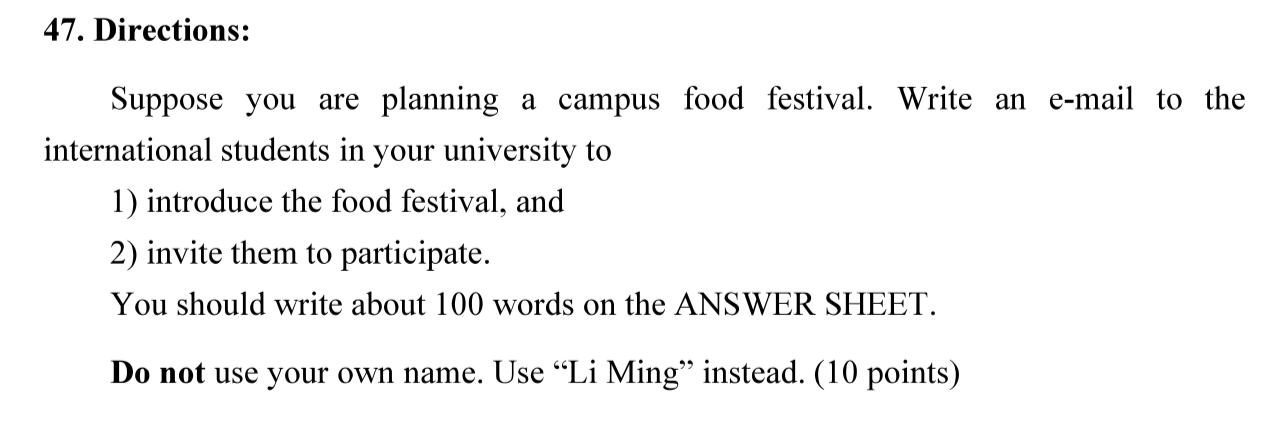 47. Directions:
Suppose you are planning a campus food festival. Write an e-mail to the
international students in your university to
1) introduce the food festival, and
2) invite them to participate.
You should write about 100 words on the ANSWER SHEET.
Do not use your own name. Use “Li Ming” instead. (10 points)